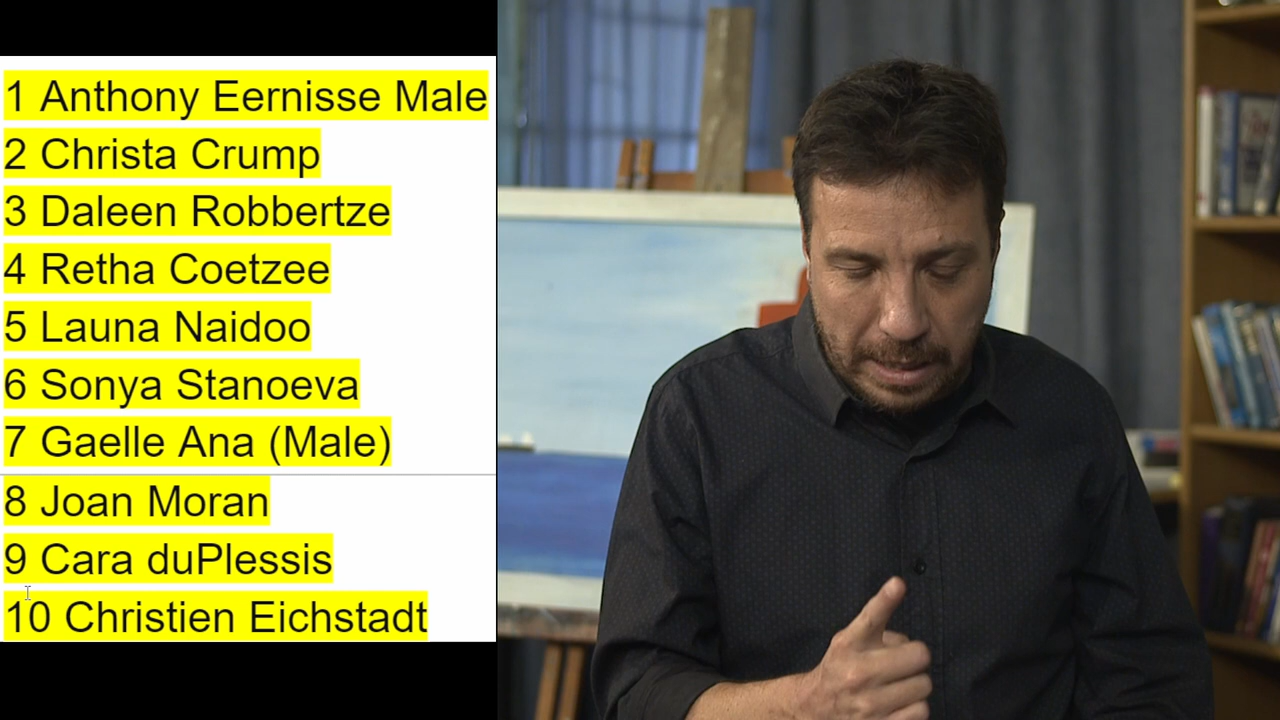 1 Anthony Eernisse Male
2 Christa Crump
3 Daleen Robbertze
4 Retha Coetzee
5 Launa Naidoo
6 Sonya Stanoeva
7 Gaelle Ana (Male)
8 Joan Moran
9 Cara duPlessis
10 Christien Eichstadt